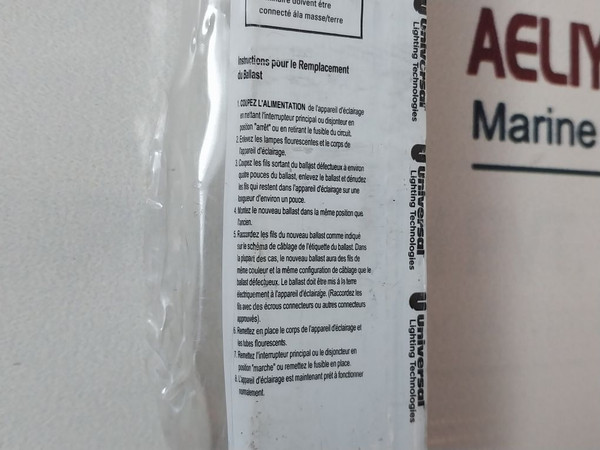 doivent être
connecté àla masse/terre
Instructions pour le Remplacement
du Ballast
1. COUPEZ L'ALIMENTATION de l'appareil d'éclairage
en mettant l'interrupteur principal ou disjonteur en
position "arrêt" ou en retirant le fusible du circuit.
2. Enlevez les lampes flourescentes et le corps de
l'appareil d'éclairage.
3. Coupez les fils sortant du ballast défectueux à environ
quatre pouces du ballast, enlevez le ballast et dénudez
les fils qui restent dans l'appareil d'éclairage sur une
longueur d'environ un pouce.
4. Montez le nouveau ballast dans la même position que
l'ancien.
5. Raccordez les fils du nouveau ballast comme indiqué
sur le schéma de câblage de l'étiquette du ballast. Dans
la plupart des cas, le nouveau ballast aura des fils de
même couleur et la même configuration de câblage que le
ballast défectueux. Le ballast doit être mis à la terre
électriquement à l'appareil d'éclairage. (Raccordez les
fils avec des écrous connecteurs ou autres connecteurs
approuvés).
6. Remettez en place le corps de l'appareil d'éclairage et
les tubes flourescents.
7. Remettez l'interrupteur principal ou le disjoncteur en
position "marche" ou remettez le fusible en place.
8. L'appareil d'éclairage est maintenant prêt à fonctionner
normalement.
universal
Lighting Technologies
universal
Lighting Technologies
universal
Lighting Technologies
AELIY
Marine